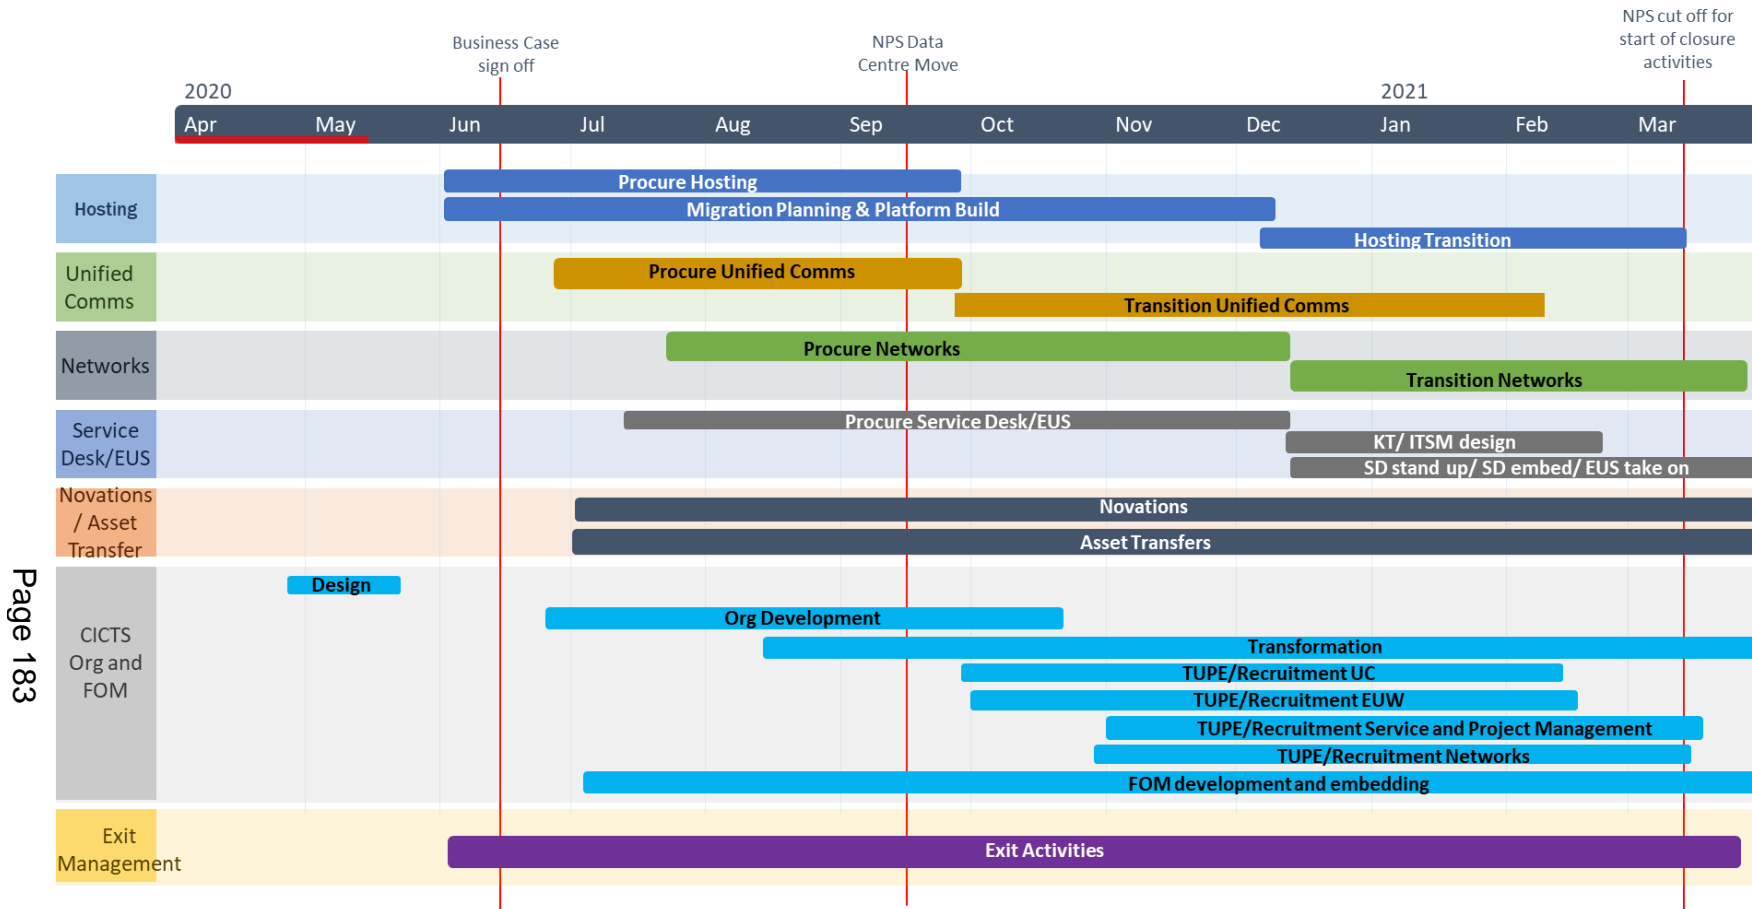 Business Case
sign off
NPS Data
Centre Move
NPS cut off for
start of closure
activities
2020
2021
Apr May Jun Jul Aug Sep Oct Nov Dec Jan Feb Mar
Hosting
Procure Hosting
Migration Planning & Platform Build
Hosting Transition
Unified
Comms
Procure Unified Comms
Transition Unified Comms
Networks
Procure Networks
Transition Networks
Service
Desk/EUS
Procure Service Desk/EUS
KT/ ITSM design
SD stand up/ SD embed/ EUS take on
Novations
/ Asset
Transfer
Novations
Asset Transfers
CICTS
Org and
FOM
Design
Org Development
Transformation
TUPE/Recruitment UC
TUPE/Recruitment EUW
TUPE/Recruitment Service and Project Management
TUPE/Recruitment Networks
FOM development and embedding
Exit
Management
Exit Activities
Page 183